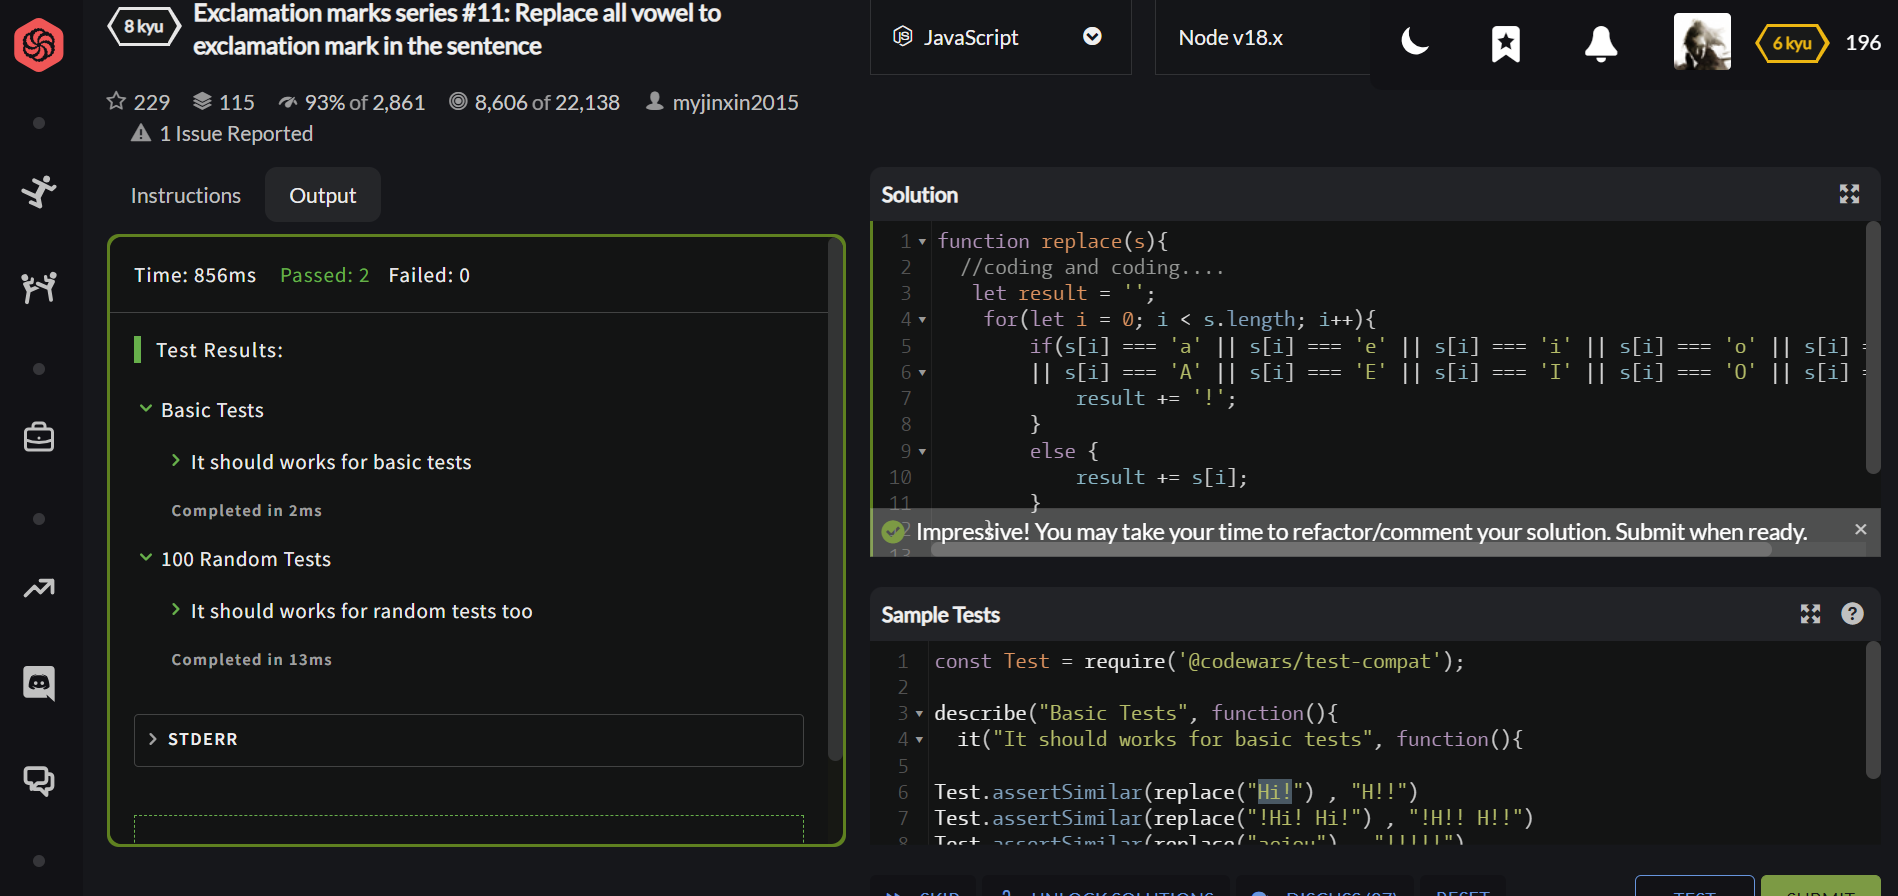 8 kyu
Exclamation marks series #11: Replace all vowel to
exclamation mark in the sentence
JavaScript
Node v18.x
6 kyu
196
229 115 93% of 2,861 8,606 of 22,138 myjinxin2015
1 Issue Reported
Instructions
Output
Time: 856ms Passed: 2 Failed: 0
Test Results:
Basic Tests
It should works for basic tests
Completed in 2ms
100 Random Tests
It should works for random tests too
Completed in 13ms
STDERR
Solution
1 function replace(s){
2 //coding and coding....
3 let result = '';
4 for(let i = 0; i < s.length; i++){
5 if(s[i] === 'a' || s[i] === 'e' || s[i] === 'i' || s[i] === 'o' || s[i] =
6 || s[i] === 'A' || s[i] === 'E' || s[i] === 'I' || s[i] === 'O' || s[i] =
7 result += '!';
8 }
9 else {
10 result += s[i];
11 }
Impressive! You may take your time to refactor/comment your solution. Submit when ready.
13
Sample Tests
1 const Test = require('@codewars/test-compat');
2
3 describe("Basic Tests", function(){
4 it("It should works for basic tests", function(){
5
6 Test.assertSimilar(replace("Hi!") , "H!!")
7 Test.assertSimilar(replace("!Hi! Hi!") , "!H!! H!!")
8 Test.assertSimilar(replace("aeiou") , "!!!!!")
SKIP
UNLOCK SOLUTIONS
RESET
TEST
SUBMIT